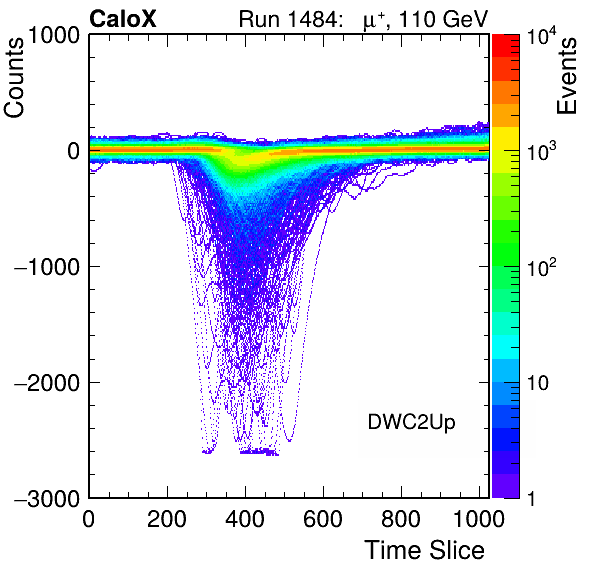 CaloX Run 1484: μ⁺, 110 GeV
Counts
Events
1000
0
−1000
−2000
−3000
10⁴
10³
10²
10
1
DWC2Up
0 200 400 600 800 1000
Time Slice